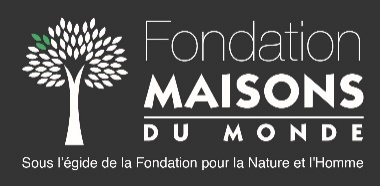 Fondation
MAISONS
DU MONDE
Sous l'égide de la Fondation pour la Nature et l'Homme